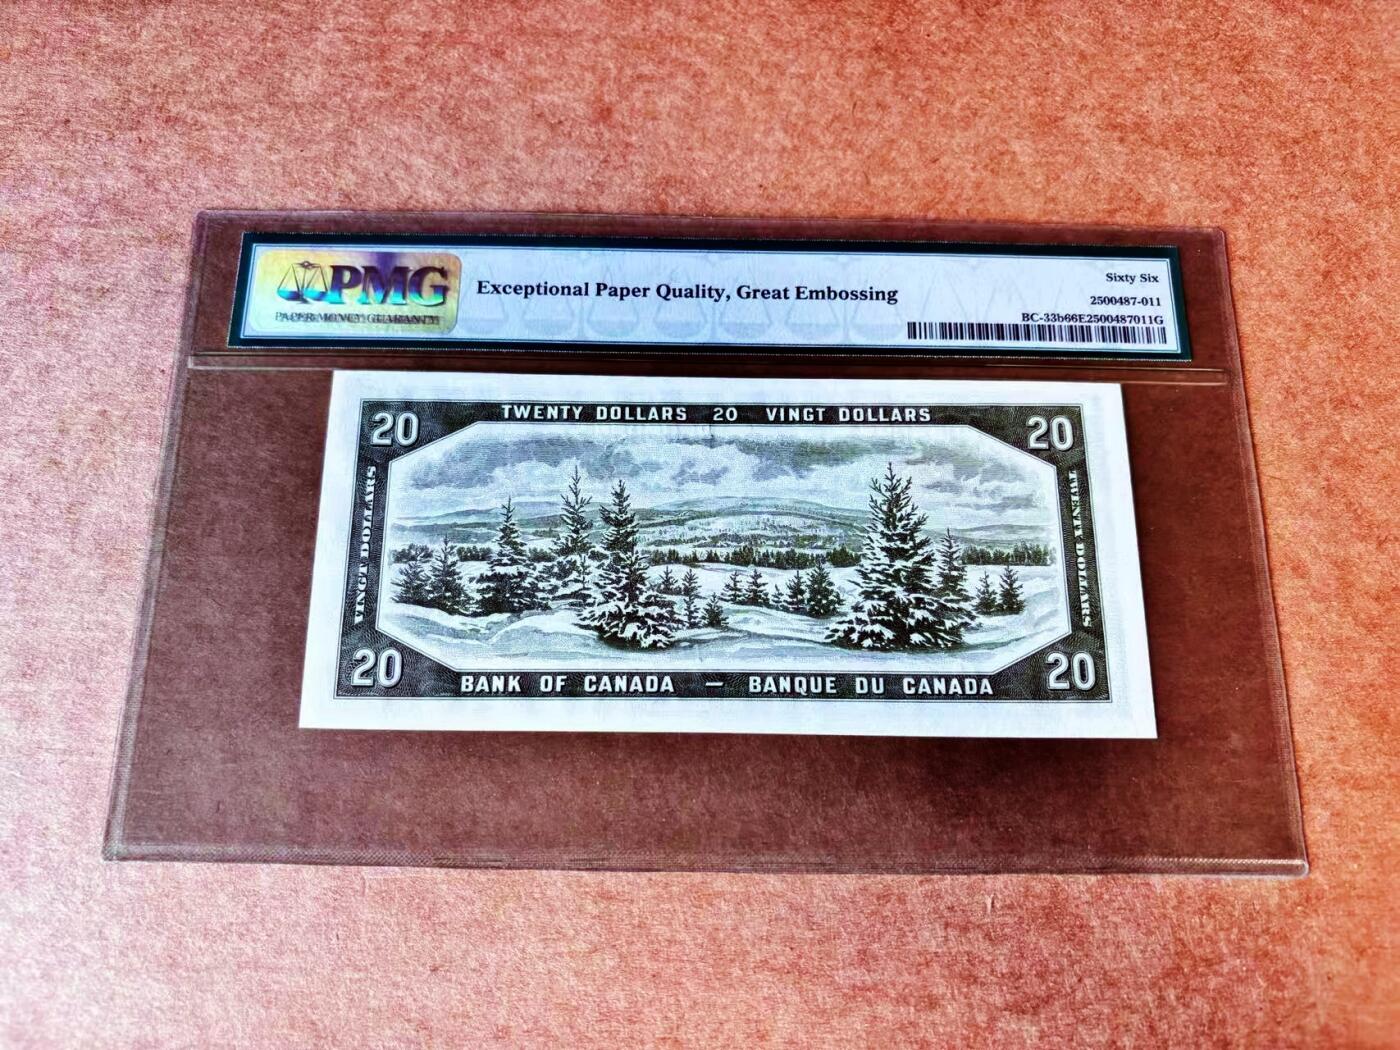 PMG
PAPER MONEY GUARANTY
Exceptional Paper Quality, Great Embossing
Sixty Six
2500487-011
BC-33b66E2500487011G
20 TWENTY DOLLARS 20 VINGT DOLLARS 20
VINGT DOLLARS
TWENTY DOLLARS
20 BANK OF CANADA — BANQUE DU CANADA 20